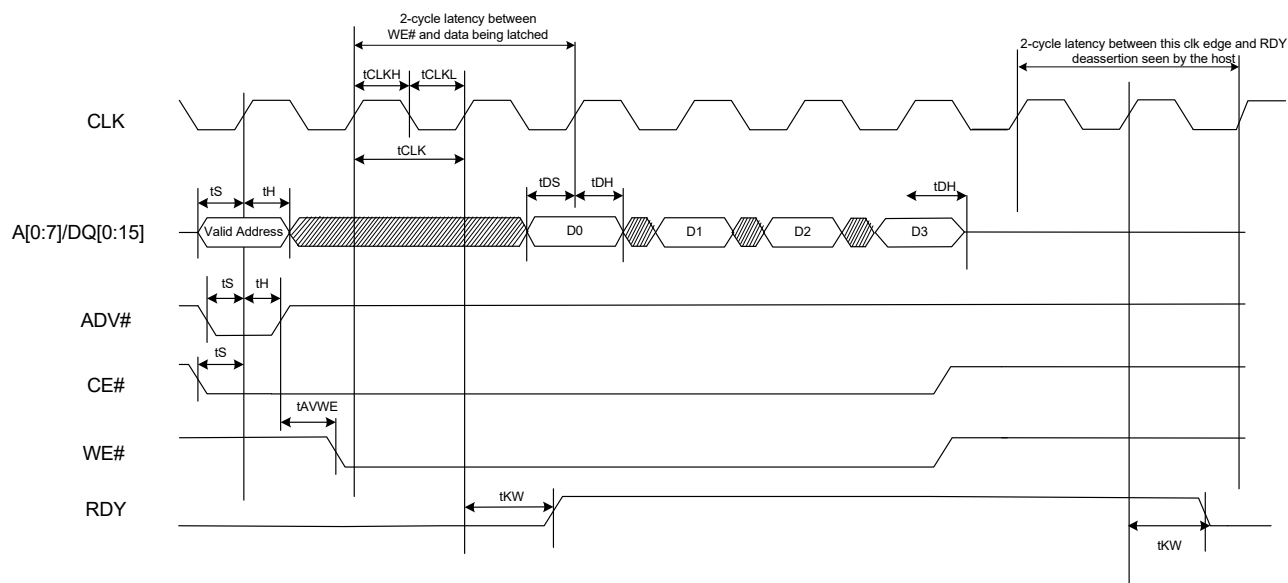 2-cycle latency between
WE# and data being latched
2-cycle latency between this clk edge and RDY
deassertion seen by the host
tCLKH
tCLKL
CLK
tCLK
tS
tH
tDS
tDH
tDH
A[0:7]/DQ[0:15]
Valid Address
D0
D1
D2
D3
tS
tH
ADV#
tS
CE#
tAVWE
WE#
tKW
RDY
tKW